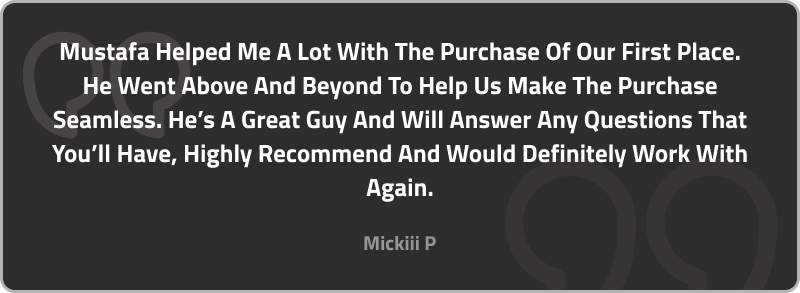 Mustafa Helped Me A Lot With The Purchase Of Our First Place.
He Went Above And Beyond To Help Us Make The Purchase
Seamless. He’s A Great Guy And Will Answer Any Questions That
You’ll Have, Highly Recommend And Would Definitely Work With
Again.
Mickiii P